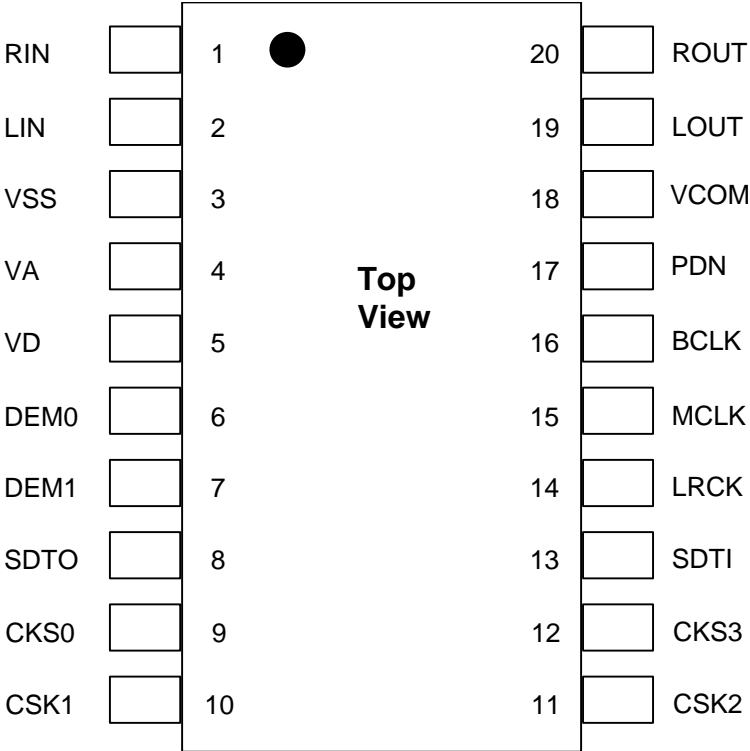 RIN 1 20 ROUT
LIN 2 19 LOUT
VSS 3 18 VCOM
VA 4 Top 17 PDN
View
VD 5 16 BCLK
DEM0 6 15 MCLK
DEM1 7 14 LRCK
SDTO 8 13 SDTI
CKS0 9 12 CKS3
CSK1 10 11 CSK2